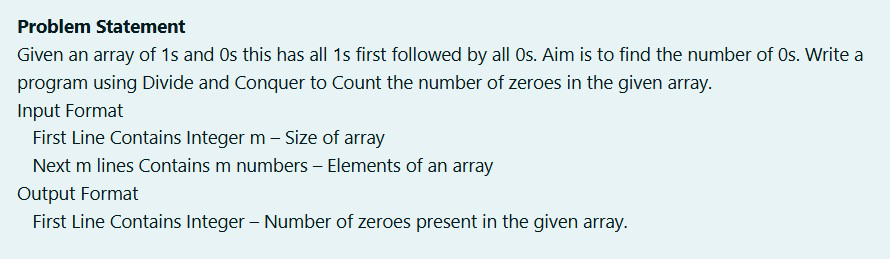 Problem Statement
Given an array of 1s and 0s this has all 1s first followed by all 0s. Aim is to find the number of 0s. Write a
program using Divide and Conquer to Count the number of zeroes in the given array.
Input Format
First Line Contains Integer m – Size of array
Next m lines Contains m numbers – Elements of an array
Output Format
First Line Contains Integer – Number of zeroes present in the given array.